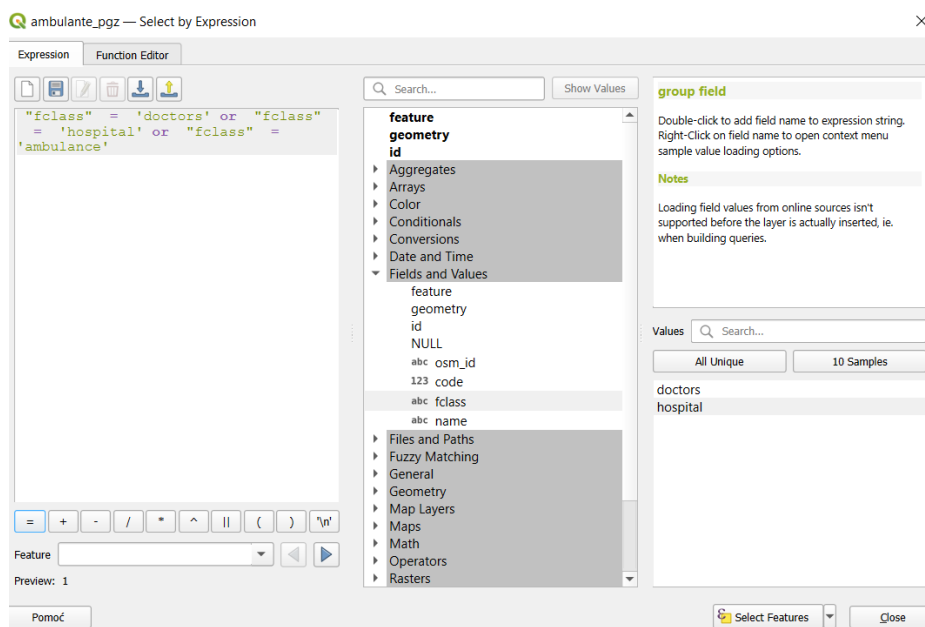 ambulante_pgz — Select by Expression
Expression
Function Editor
"fclass" = 'doctors' or "fclass"
= 'hospital' or "fclass" =
'ambulance'
= + - / * ^ || ( ) '\n'
Feature
Preview: 1
Pomoć
Search...
Show Values
feature
geometry
id
Aggregates
Arrays
Color
Conditionals
Conversions
Date and Time
Fields and Values
feature
geometry
id
NULL
abc osm_id
123 code
abc fclass
abc name
Files and Paths
Fuzzy Matching
General
Geometry
Map Layers
Maps
Math
Operators
Rasters
group field
Double-click to add field name to expression string.
Right-Click on field name to open context menu
sample value loading options.
Notes
Loading field values from online sources isn't
supported before the layer is actually inserted, ie.
when building queries.
Values
Search...
All Unique
10 Samples
doctors
hospital
ε Select Features
Close